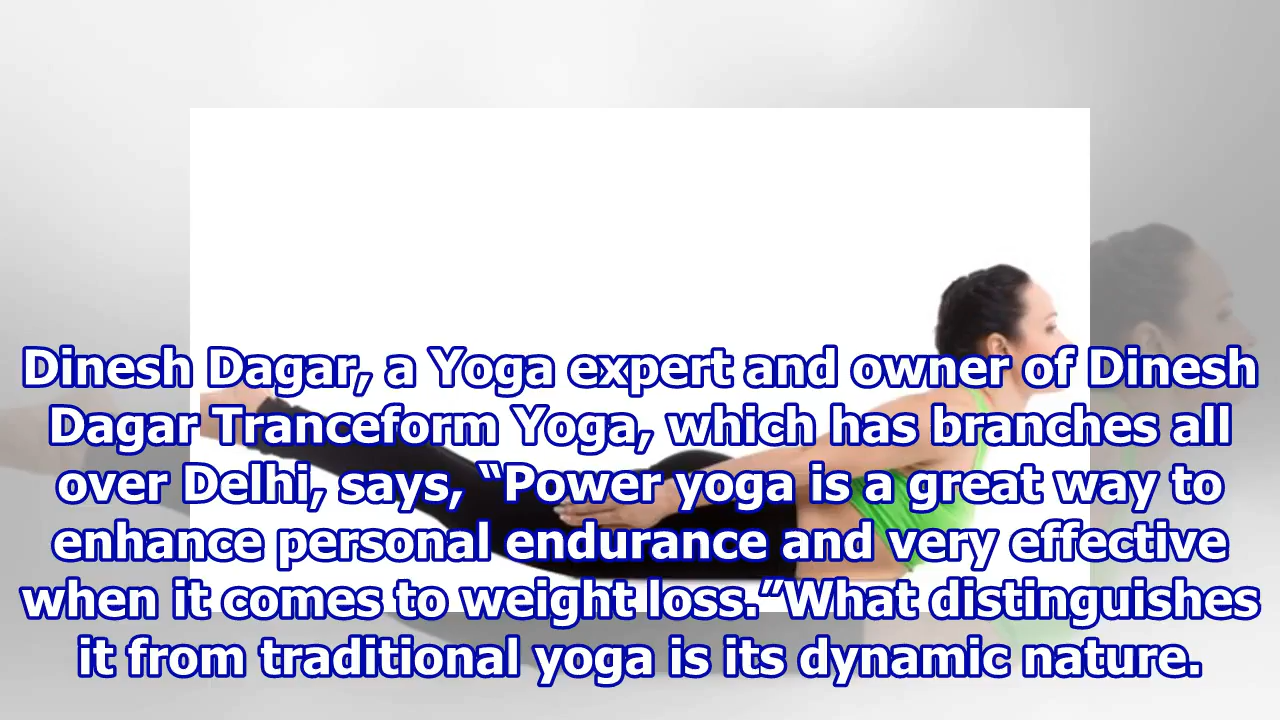 Dinesh Dagar, a Yoga expert and owner of Dinesh
Dagar Tranceform Yoga, which has branches all
over Delhi, says, “Power yoga is a great way to
enhance personal endurance and very effective
when it comes to weight loss.”What distinguishes
it from traditional yoga is its dynamic nature.